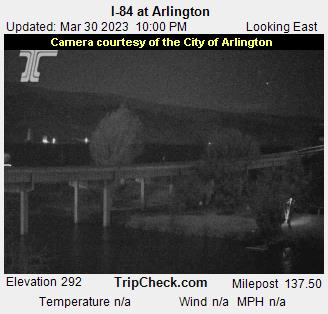 I-84 at Arlington
Updated: Mar 30 2023 10:00 PM Looking East
Camera courtesy of the City of Arlington
Elevation 292 TripCheck.com Milepost 137.50
Temperature n/a Wind n/a MPH n/a